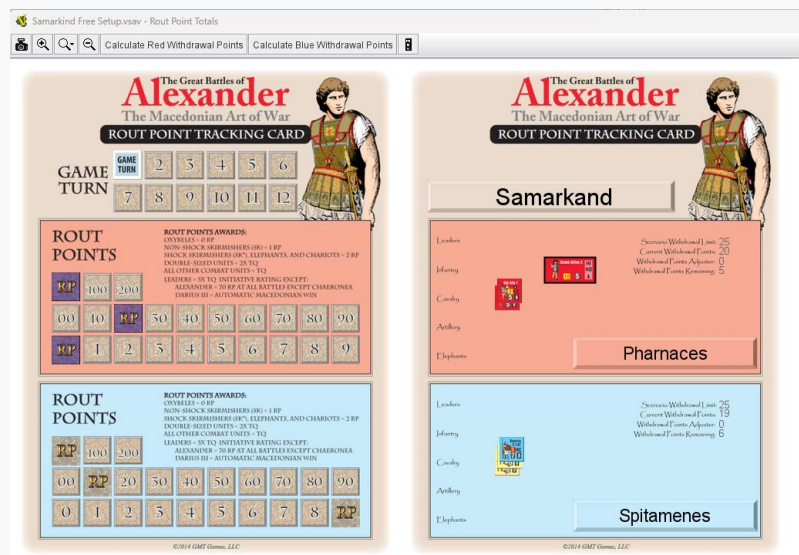 Samarkind Free Setup.vsav - Rout Point Totals
Calculate Red Withdrawal Points Calculate Blue Withdrawal Points
The Great Battles of
Alexander
The Macedonian Art of War
ROUT POINT TRACKING CARD
GAME TURN
GAME TURN 2 3 4 5 6
7 8 9 10 11 12
ROUT POINTS
ROUT POINTS AWARDS:
OXYBELES = 0 RP
NON-SHOCK SKIRMISHERS (SK) = 1 RP
SHOCK SKIRMISHERS (SK*), ELEPHANTS, AND CHARIOTS = 2 RP
DOUBLE-SIZED UNITS = 2X TQ
ALL OTHER COMBAT UNITS = TQ
LEADERS = 5X TQ INITIATIVE RATING EXCEPT:
ALEXANDER = 70 RP AT ALL BATTLES EXCEPT CHAERONEA
DARIUS III = AUTOMATIC MACEDONIAN WIN
RP 100 200
00 10 RP 30 40 50 60 70 80 90
RP 1 2 3 4 5 6 7 8 9
ROUT POINTS
ROUT POINTS AWARDS:
OXYBELES = 0 RP
NON-SHOCK SKIRMISHERS (SK) = 1 RP
SHOCK SKIRMISHERS (SK*), ELEPHANTS, AND CHARIOTS = 2 RP
DOUBLE-SIZED UNITS = 2X TQ
ALL OTHER COMBAT UNITS = TQ
LEADERS = 5X TQ INITIATIVE RATING EXCEPT:
ALEXANDER = 70 RP AT ALL BATTLES EXCEPT CHAERONEA
DARIUS III = AUTOMATIC MACEDONIAN WIN
RP 100 200
00 RP 20 30 40 50 60 70 80 90
0 1 2 3 4 5 6 7 8 RP
©2014 GMT Games, LLC
The Great Battles of
Alexander
The Macedonian Art of War
ROUT POINT TRACKING CARD
Samarkand
Leaders
Infantry
Cavalry
Artillery
Elephants
Scenario Withdrawal Limit: 25
Current Withdrawal Points: 20
Withdrawal Points Adjuster: 0
Withdrawal Points Remaining: 5
Pharnaces
Leaders
Infantry
Cavalry
Artillery
Elephants
Scenario Withdrawal Limit: 25
Current Withdrawal Points: 19
Withdrawal Points Adjuster: 0
Withdrawal Points Remaining: 6
Spitamenes
©2014 GMT Games, LLC